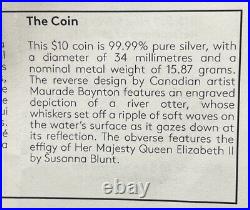 The Coin
This $10 coin is 99.99% pure silver, with
a diameter of 34 millimetres and a
nominal metal weight of 15.87 grams.
The reverse design by Canadian artist
Maurade Baynton features an engraved
depiction of a river otter, whose
whiskers set off a ripple of soft waves on
the water's surface as it gazes down at
its reflection. The obverse features the
effigy of Her Majesty Queen Elizabeth II
by Susanna Blunt.
withCards.com